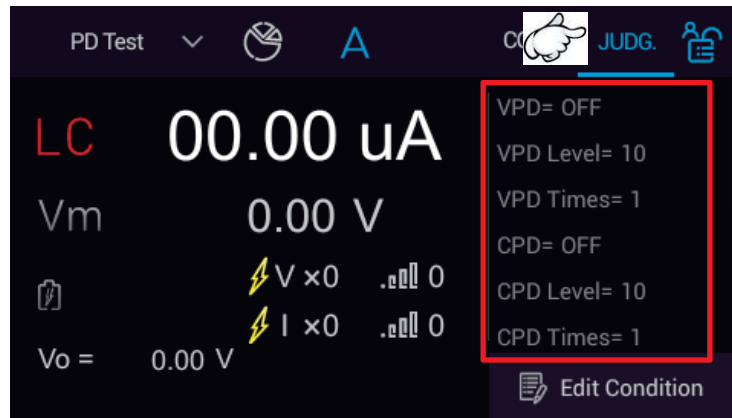 PD Test
A
JUDG.
LC 00.00 uA
Vm 0.00 V
V ×0 0
I ×0 0
Vo = 0.00 V
VPD= OFF
VPD Level= 10
VPD Times= 1
CPD= OFF
CPD Level= 10
CPD Times= 1
Edit Condition